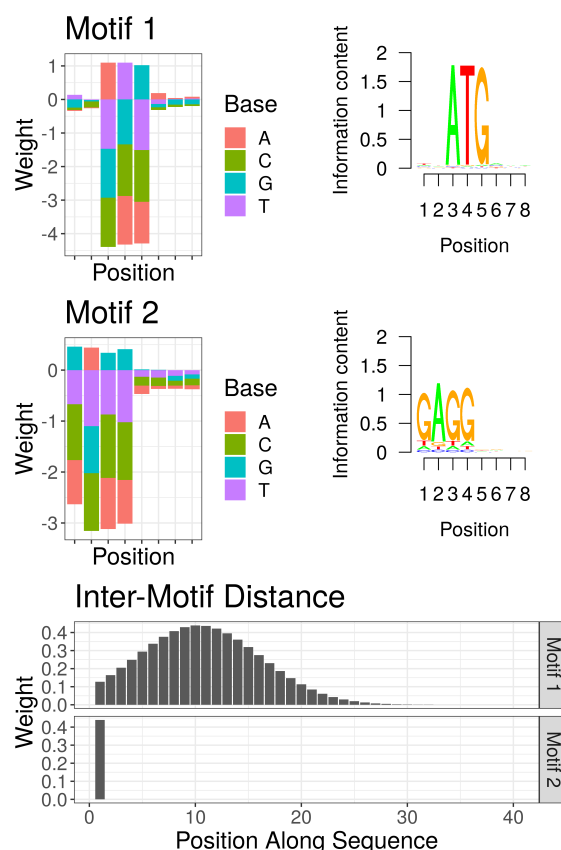 Motif 1
Weight
1
0
-1
-2
-3
-4
Position
Base
A
C
G
T
Information content
2
1.5
1
0.5
0
ATG
1 2 3 4 5 6 7 8
Position
Motif 2
Weight
0
-1
-2
-3
Position
Base
A
C
G
T
Information content
2
1.5
1
0.5
0
GAGG
1 2 3 4 5 6 7 8
Position
Inter-Motif Distance
Weight
0.4
0.3
0.2
0.1
0.0
Motif 1
0.4
0.3
0.2
0.1
0.0
Motif 2
0 10 20 30 40
Position Along Sequence